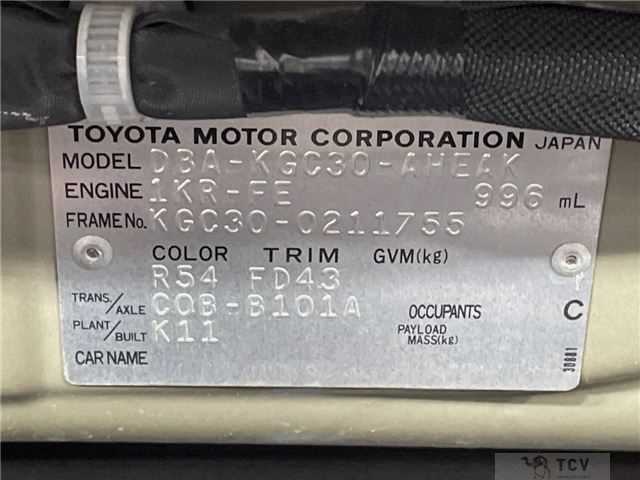 TOYOTA MOTOR CORPORATION JAPAN
MODEL DBA-KGC30-AHEAK
ENGINE 1KR-FE 996 mL
FRAME No. KGC30-0211755
COLOR TRIM GVM(kg)
R54 FD43
TRANS./AXLE C0B-B101A OCCUPANTS C
PLANT/BUILT K11 PAYLOAD MASS(kg)
CAR NAME
30881
TCV